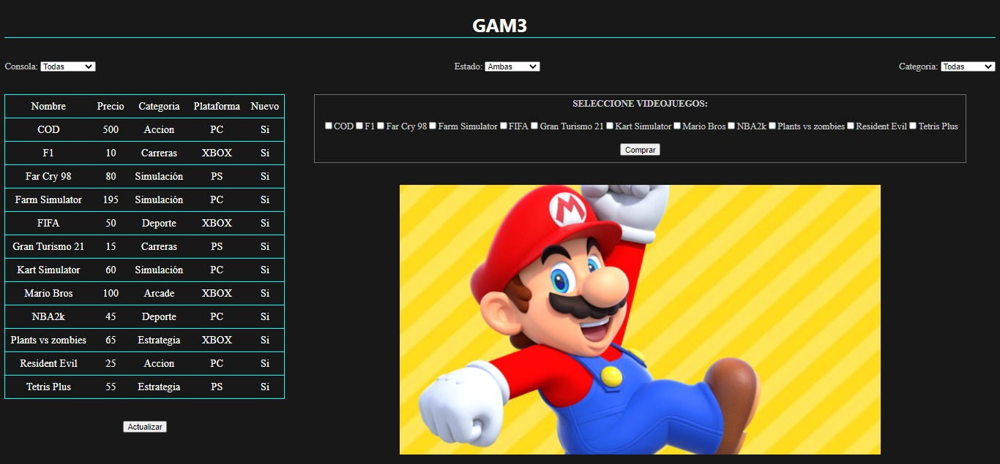 GAM3
Consola: Todas Estado: Ambas Categoria: Todas
Nombre Precio Categoria Plataforma Nuevo
COD 500 Accion PC Si
F1 10 Carreras XBOX Si
Far Cry 98 80 Simulación PS Si
Farm Simulator 195 Simulación PC Si
FIFA 50 Deporte XBOX Si
Gran Turismo 21 15 Carreras PS Si
Kart Simulator 60 Simulación PC Si
Mario Bros 100 Arcade XBOX Si
NBA2k 45 Deporte PC Si
Plants vs zombies 65 Estrategia XBOX Si
Resident Evil 25 Accion PC Si
Tetris Plus 55 Estrategia PS Si
Actualizar
SELECCIONE VIDEOJUEGOS:
COD F1 Far Cry 98 Farm Simulator FIFA Gran Turismo 21 Kart Simulator Mario Bros NBA2k Plants vs zombies Resident Evil Tetris Plus
Comprar
M